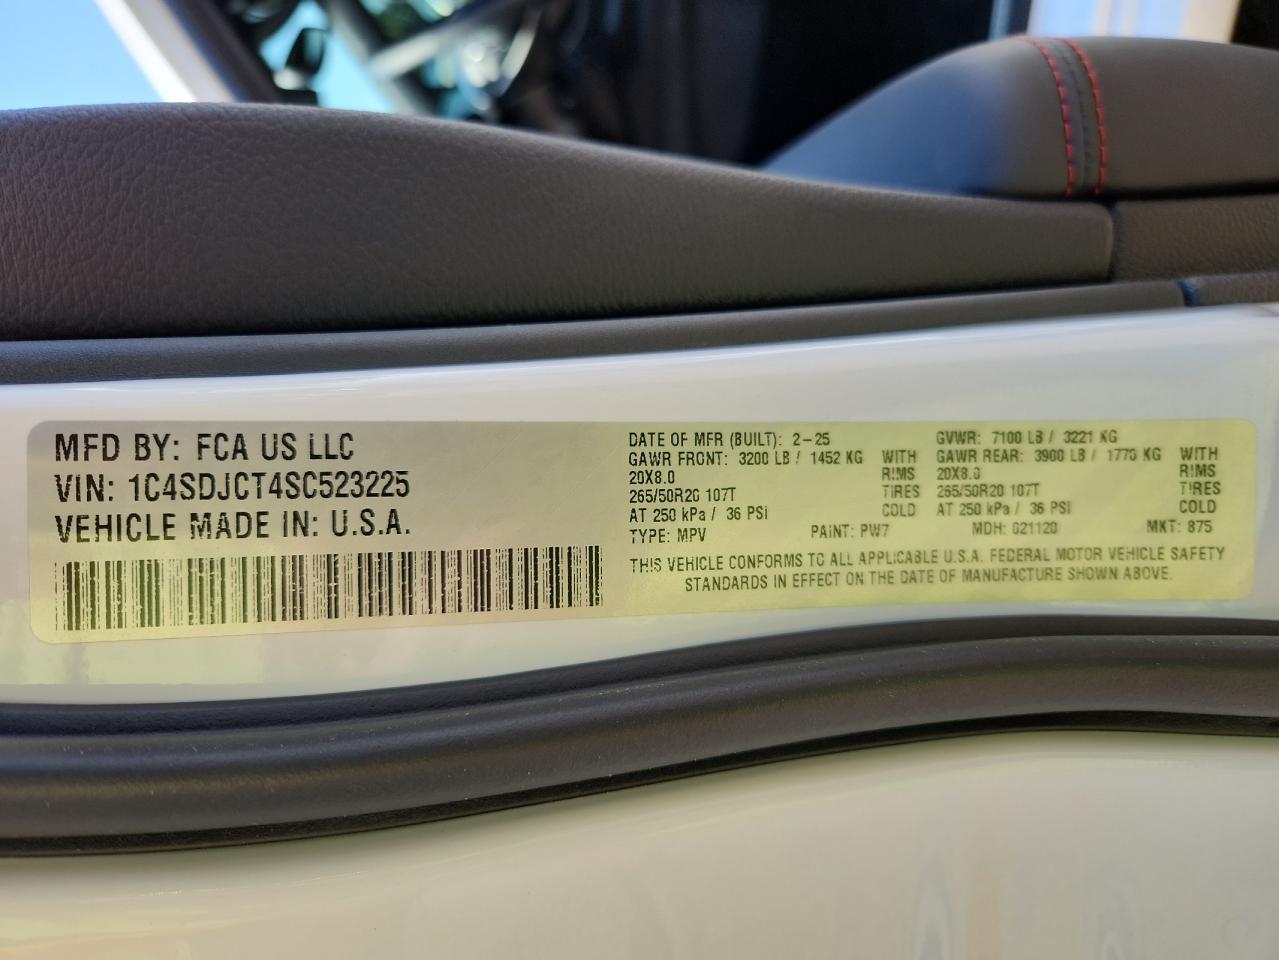 MFD BY: FCA US LLC
VIN: 1C4SDJCT4SC523225
VEHICLE MADE IN: U.S.A.
DATE OF MFR (BUILT): 2-25 GVWR: 7100 LB / 3221 KG
GAWR FRONT: 3200 LB / 1452 KG WITH GAWR REAR: 3900 LB / 1770 KG WITH
20X8.0 RIMS 20X8.0 RIMS
265/50R20 107T TIRES 265/50R20 107T TIRES
AT 250 kPa / 36 PSI COLD AT 250 kPa / 36 PSI COLD
TYPE: MPV PAINT: PW7 MDH: 021120 MKT: 875
THIS VEHICLE CONFORMS TO ALL APPLICABLE U.S.A. FEDERAL MOTOR VEHICLE SAFETY
STANDARDS IN EFFECT ON THE DATE OF MANUFACTURE SHOWN ABOVE.